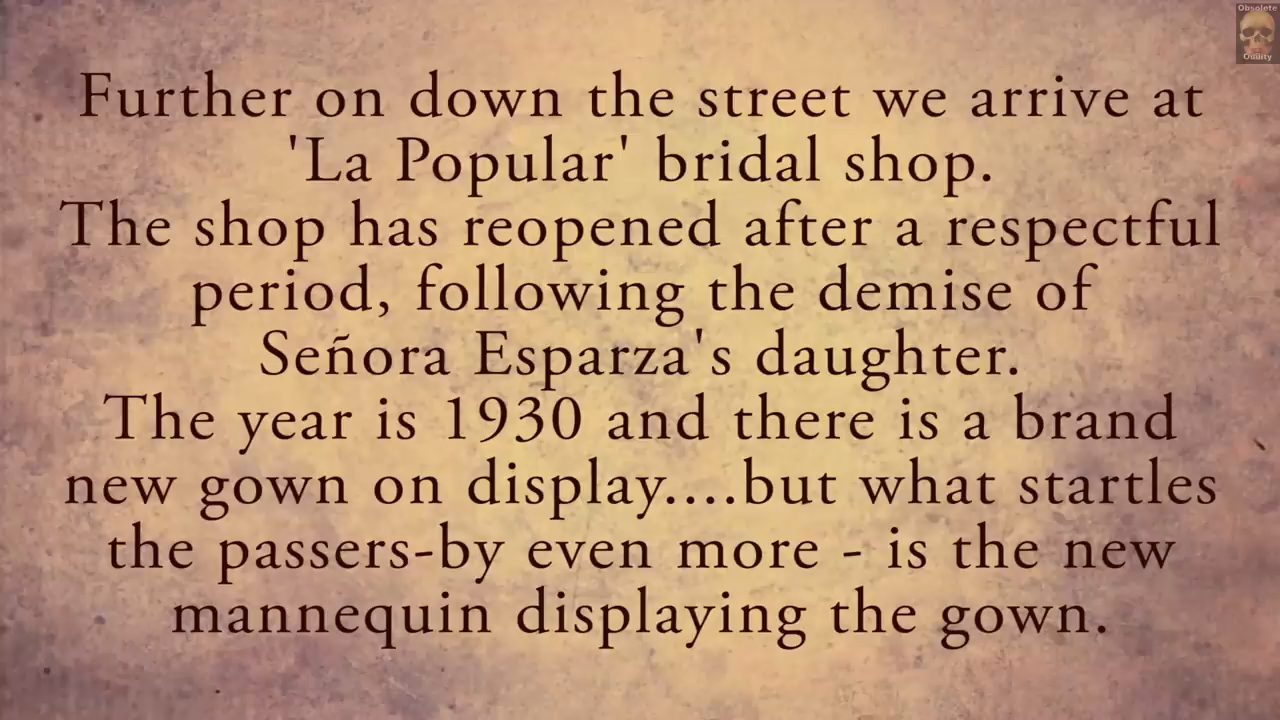 Obsolete
Oddity
Further on down the street we arrive at
'La Popular' bridal shop.
The shop has reopened after a respectful
period, following the demise of
Señora Esparza's daughter.
The year is 1930 and there is a brand
new gown on display....but what startles
the passers-by even more - is the new
mannequin displaying the gown.